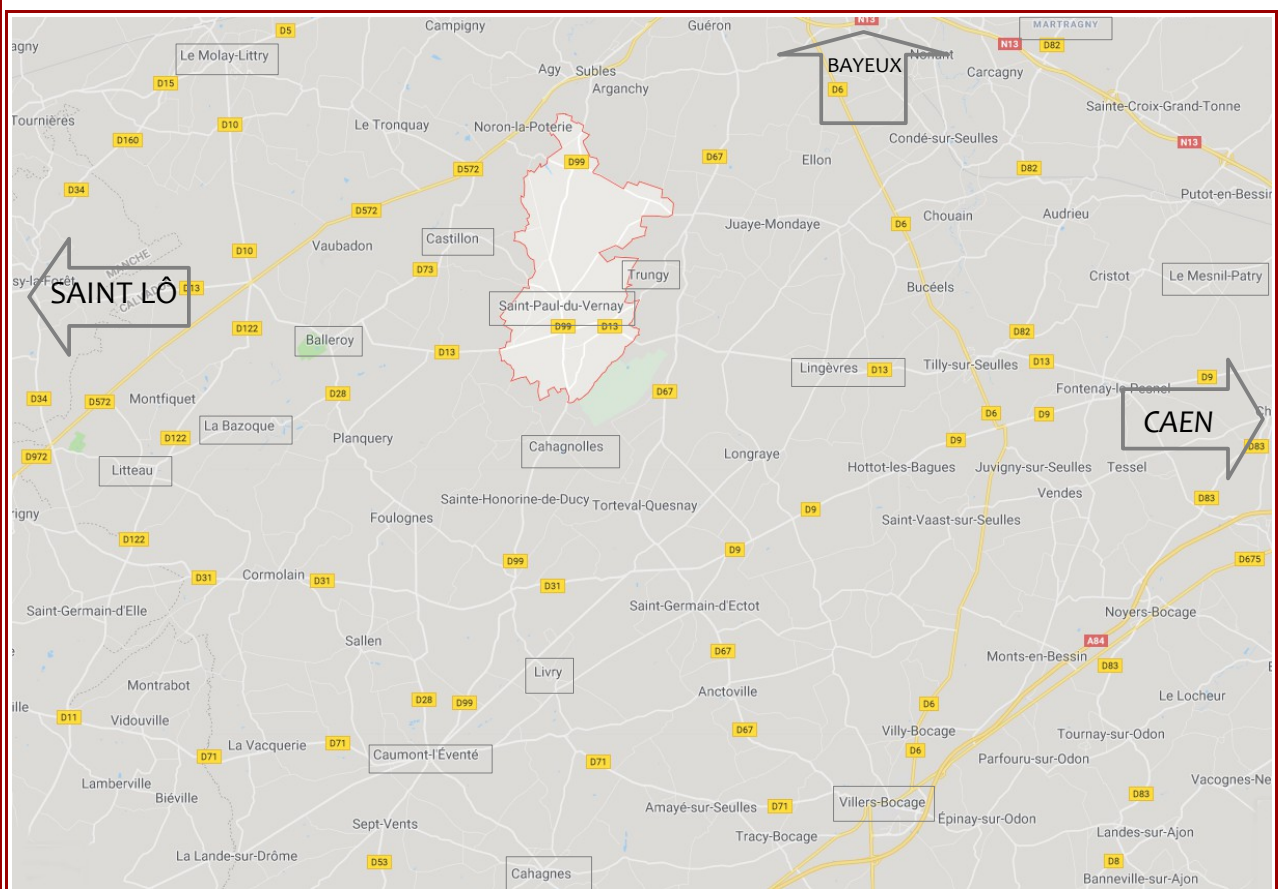 Campigny
Guéron
N13
MARTRAGNY
D5
agny
Le Molay-Littry
N13
D82
BAYEUX
Agy
Subles
Carcagny
D15
Arganchy
D6
Sainte-Croix-Grand-Tonne
Tournières
D10
Le Tronquay
Noron-la-Poterie
D160
Condé-sur-Seulles
N13
D572
D99
D67
Ellon
D82
D34
Putot-en-Bessin
D572
Juaye-Mondaye
D6
Chouain
Audrieu
D10
Vaubadon
Castillon
MANCHE
D73
Trungy
Cristot
Le Mesnil-Patry
sy-la-Forêt
SAINT LÔ
D13
CALVADOS
Saint-Paul-du-Vernay
Bucéels
D122
D99
D13
D82
Balleroy
D13
Lingèvres
D13
Tilly-sur-Seulles
D13
D9
D34
D572
Montfiquet
D28
D67
Fontenay-le-Pesnel
D6
D9
Ch
La Bazoque
CAEN
D122
Planquery
Cahagnolles
Longraye
D9
D83
D972
Litteau
Hottot-les-Bagues
Juvigny-sur-Seulles
Tessel
Sainte-Honorine-de-Ducy
Torteval-Quesnay
Vendes
D83
rigny
Foulognes
D9
Saint-Vaast-sur-Seulles
D122
D9
D675
D99
D31
Cormolain
D31
D31
Saint-Germain-d'Elle
Saint-Germain-d'Ectot
Noyers-Bocage
Sallen
A84
D67
Monts-en-Bessin
D83
Livry
Montrabot
Anctoville
Le Locheur
ille
D11
Vidouville
D28
D99
D6
D67
Villy-Bocage
Tournay-sur-Odon
La Vacquerie
D71
D71
Caumont-l'Éventé
D71
D6
Parfouru-sur-Odon
Lamberville
Vacognes-Ne
Biéville
Amayé-sur-Seulles
D71
Villers-Bocage
D83
Sept-Vents
Épinay-sur-Odon
Tracy-Bocage
Landes-sur-Ajon
La Lande-sur-Drôme
D53
Cahagnes
D8
Banneville-sur-Ajon